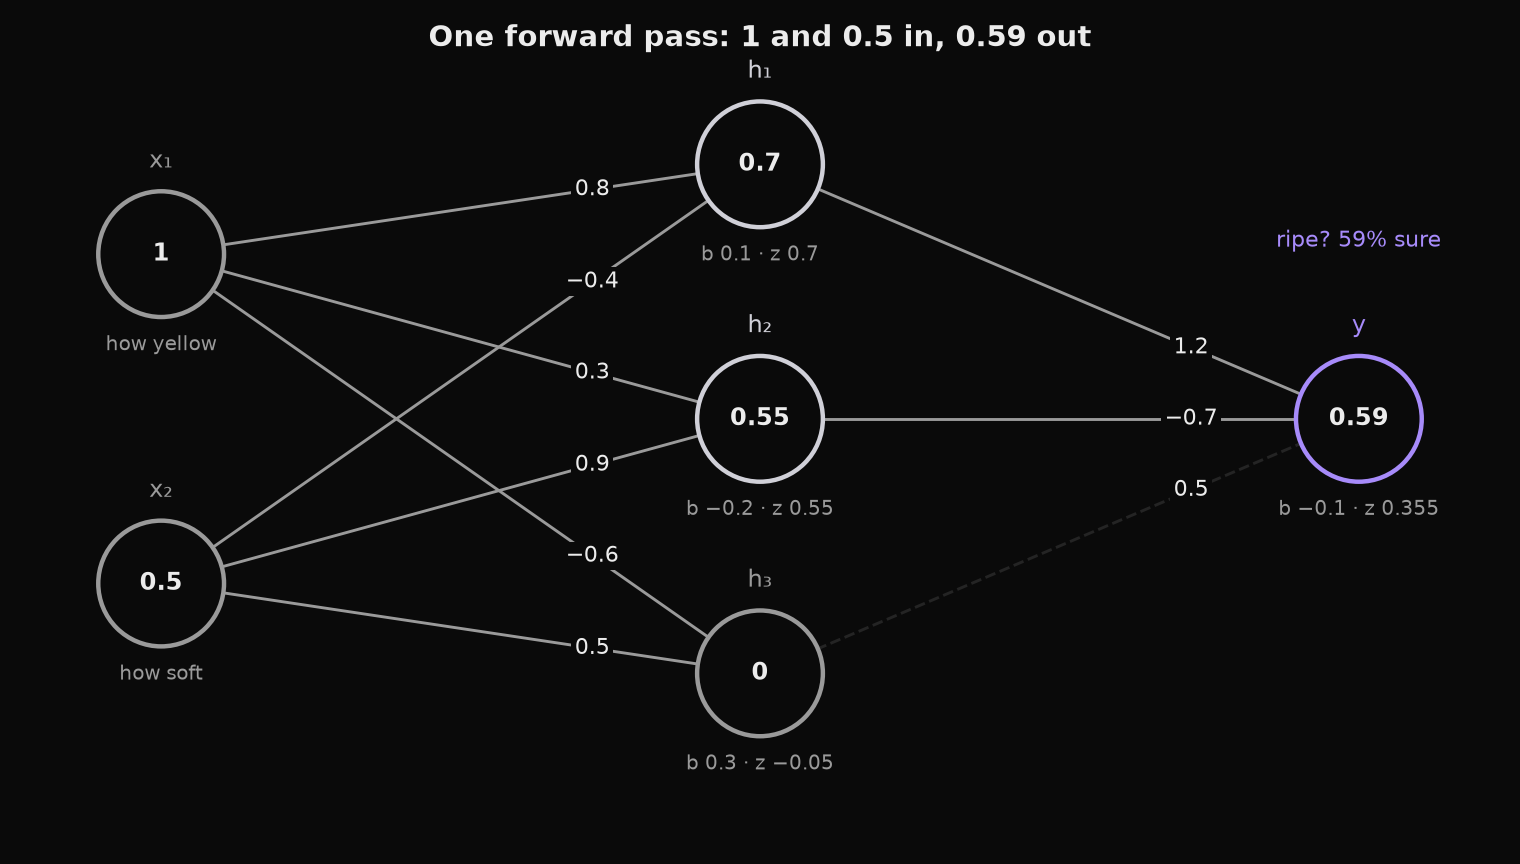 One forward pass: 1 and 0.5 in, 0.59 out
h₁
x₁
0.7
0.8
1
b 0.1 · z 0.7
ripe? 59% sure
−0.4
how yellow
h₂
y
1.2
0.3
0.55
−0.7
0.59
0.9
x₂
0.5
b −0.2 · z 0.55
b −0.1 · z 0.355
−0.6
0.5
h₃
0.5
how soft
0
b 0.3 · z −0.05